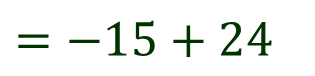 = −15 + 24